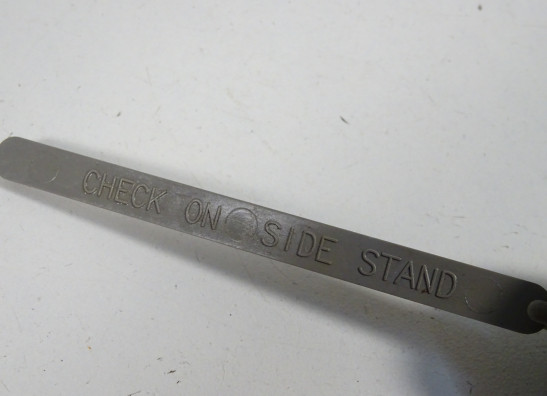 CHECK ON SIDE STAND